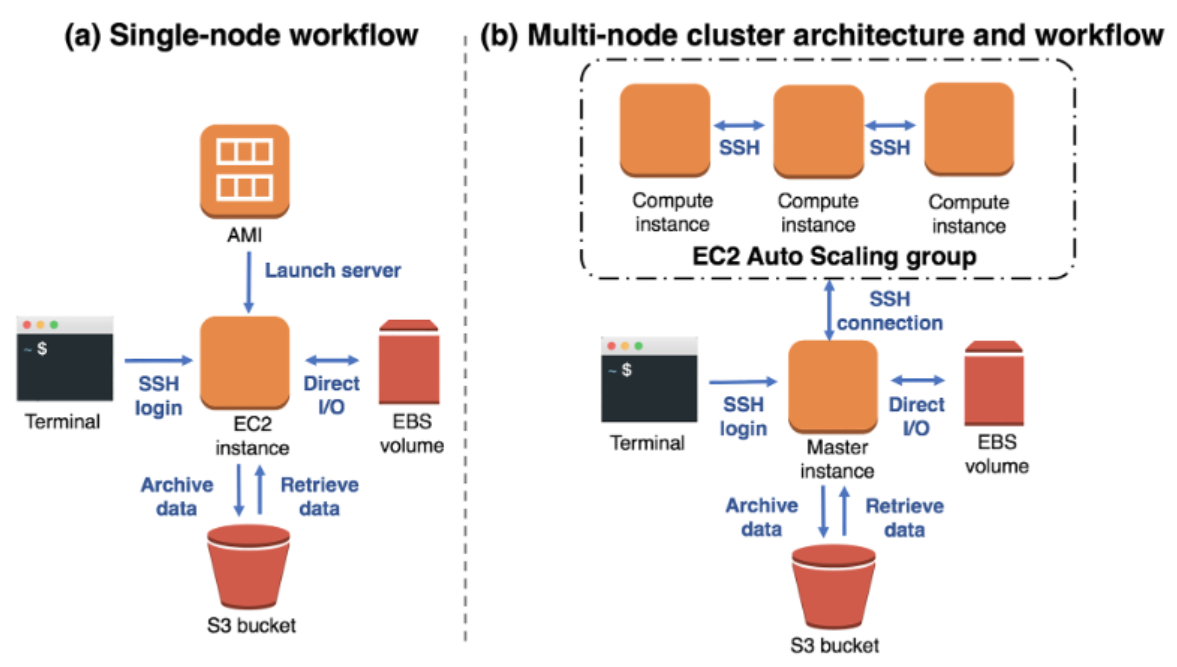 (a) Single-node workflow
AMI
Launch server
~ $
Terminal
SSH
login
EC2
instance
Direct
I/O
EBS
volume
Archive
data
Retrieve
data
S3 bucket
(b) Multi-node cluster architecture and workflow
SSH
SSH
Compute
instance
Compute
instance
Compute
instance
EC2 Auto Scaling group
SSH
connection
~ $
Terminal
SSH
login
Master
instance
Direct
I/O
EBS
volume
Archive
data
Retrieve
data
S3 bucket